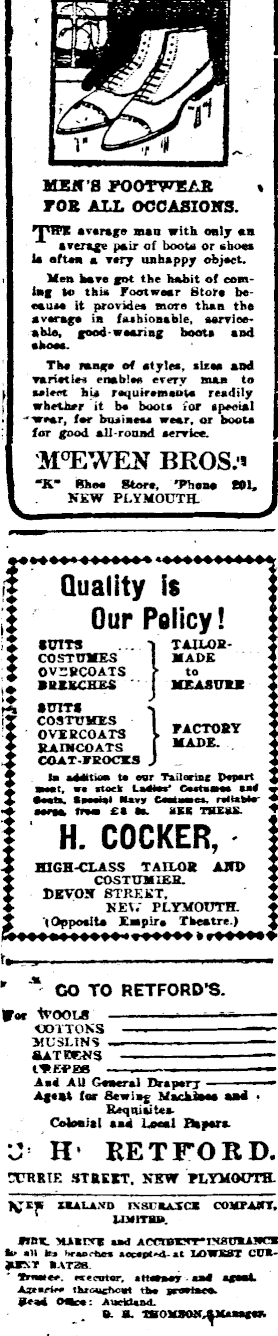 MEN'S FOOTWEAR
FOR ALL OCCASIONS.
THE average man with only an
average pair of boots or shoes
is often a very unhappy object.
Men have got the habit of com-
ing to this Footwear Store be-
cause it provides more than the
average in fashionable, service-
able, good-wearing boots and
shoes.
The range of styles, sizes and
varieties enables every man to
select his requirements readily
whether it be boots for special
wear, for business wear, or boots
for good all-round service.
McEWEN BROS.
"K" Shoe Store, 'Phone 201,
NEW PLYMOUTH.
Quality is
Our Policy!
SUITS
COSTUMES
OVERCOATS
BREECHES
TAILOR-
MADE
to
MEASURE
SUITS
COSTUMES
OVERCOATS
RAINCOATS
COAT-FROCKS
FACTORY
MADE.
In addition to our Tailoring Depart
ment, we stock Ladies' Costumes and
Coats, Special Navy Costumes, reliable
serge, from £8 8s. SEE THESE.
H. COCKER,
HIGH-CLASS TAILOR AND
COSTUMIER.
DEVON STREET,
NEW PLYMOUTH.
(Opposite Empire Theatre.)
GO TO RETFORD'S.
For WOOLS
COTTONS
MUSLINS
SATEENS
CREPES
And All General Drapery
Agent for Sewing Machines and
Requisites.
Colonial and Local Papers.
H. RETFORD.
CURRIE STREET, NEW PLYMOUTH.
NEW ZEALAND INSURANCE COMPANY,
LIMITED.
FIRE, MARINE and ACCIDENT INSURANCE
in all its branches accepted at LOWEST CUR-
RENT RATES.
Trustee, executor, attorney and agent.
Agencies throughout the province.
Head Office: Auckland.
D. M. THOMSON, Manager.